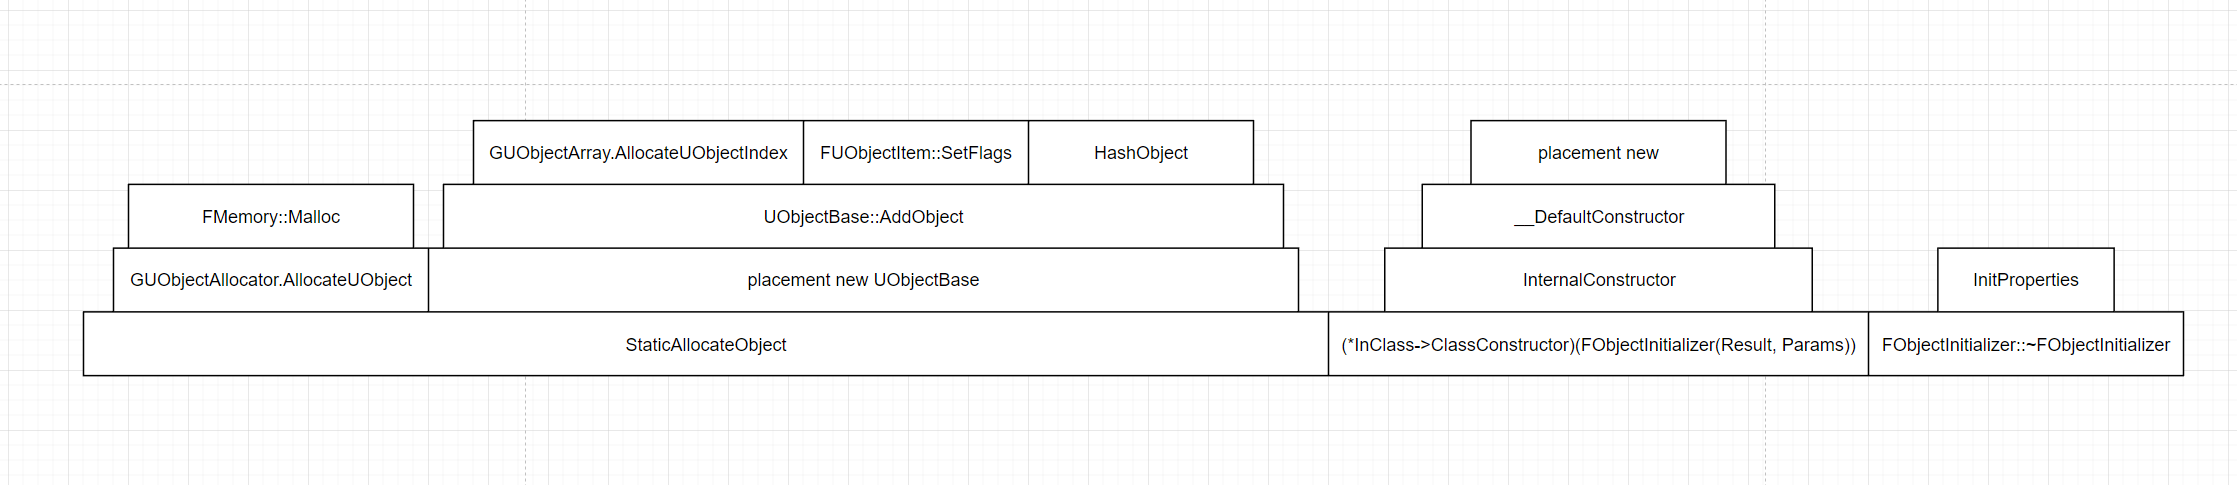 GUObjectArray.AllocateUObjectIndex
FUObjectItem::SetFlags
HashObject
placement new
FMemory::Malloc
UObjectBase::AddObject
__DefaultConstructor
GUObjectAllocator.AllocateUObject
placement new UObjectBase
InternalConstructor
InitProperties
StaticAllocateObject
(*InClass->ClassConstructor)(FObjectInitializer(Result, Params))
FObjectInitializer::~FObjectInitializer